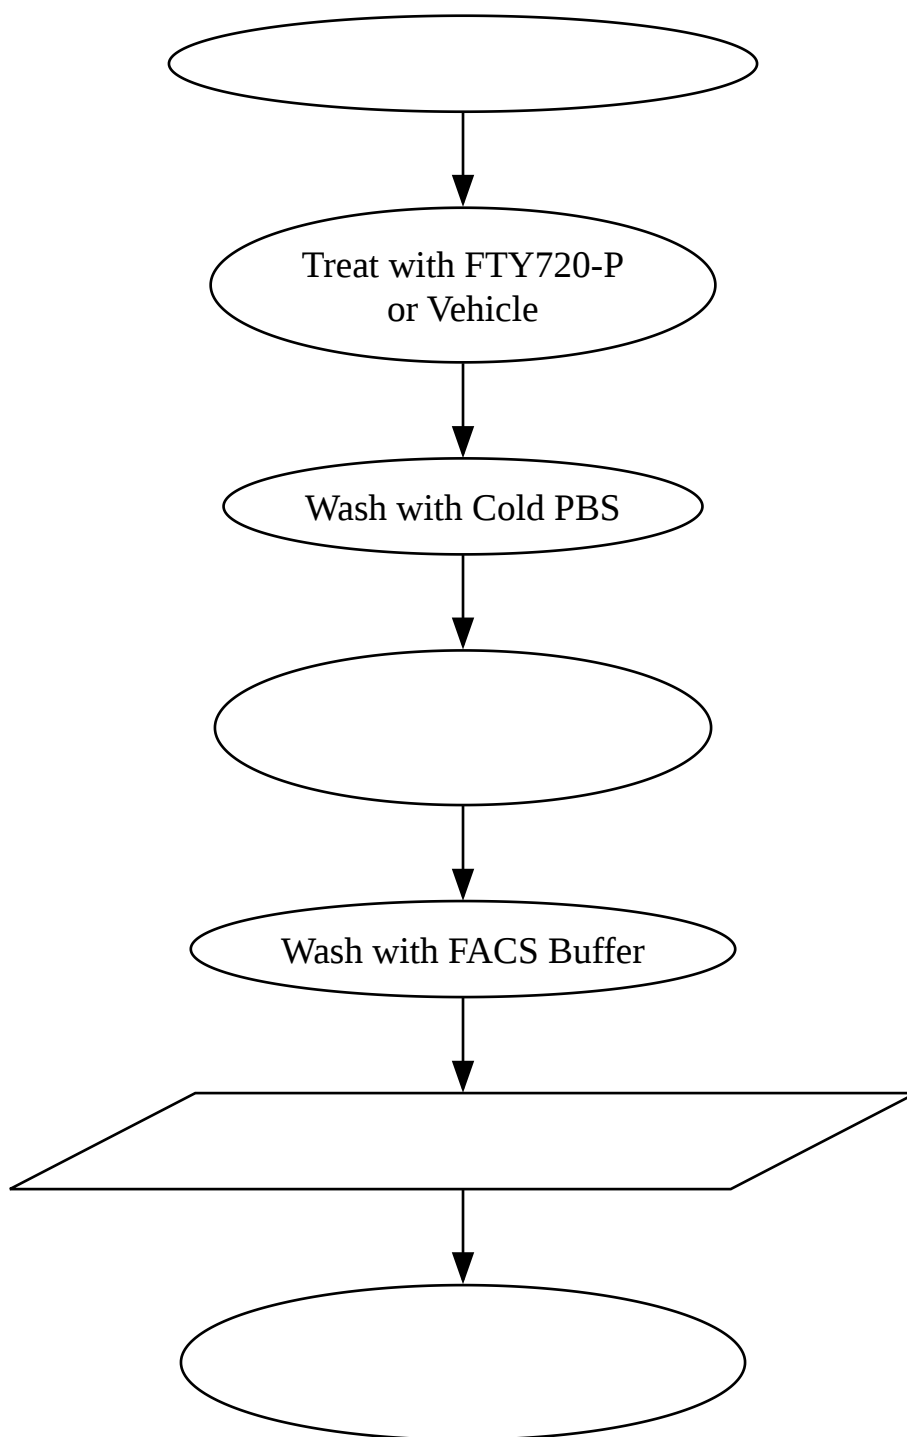 Treat with FTY720-P
or Vehicle
Wash with Cold PBS
Wash with FACS Buffer